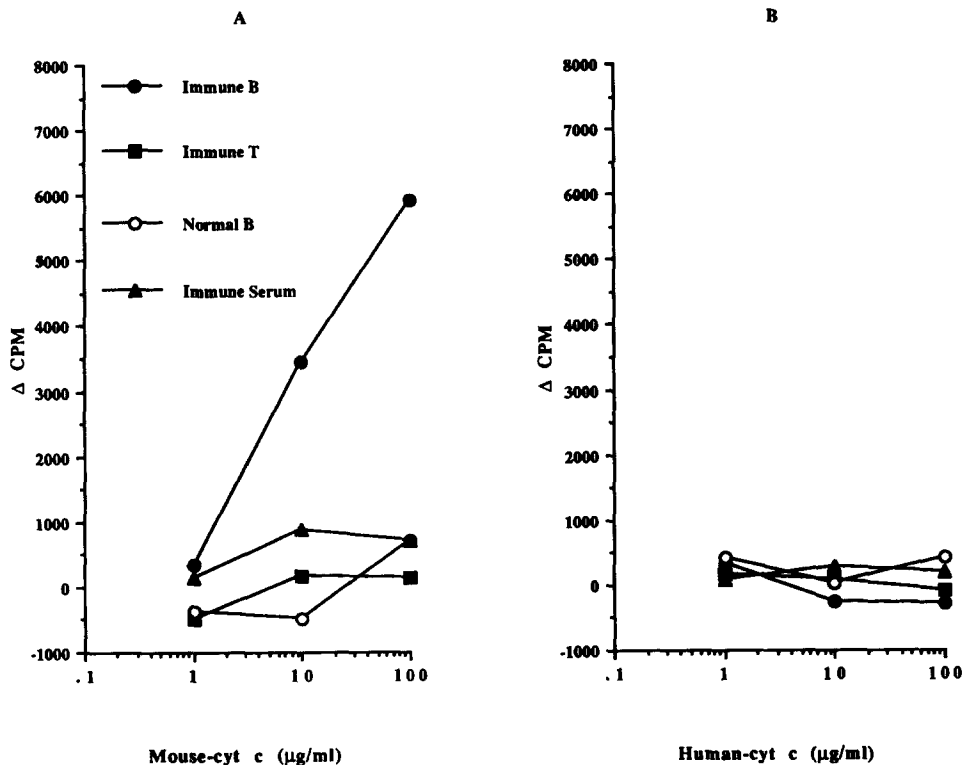 A
8000
7000
6000
5000
4000
3000
2000
1000
0
-1000
Δ CPM
Immune B
Immune T
Normal B
Immune Serum
.1
1
10
100
Mouse-cyt c (μg/ml)
B
8000
7000
6000
5000
4000
3000
2000
1000
0
-1000
Δ CPM
.1
1
10
100
Human-cyt c (μg/ml)